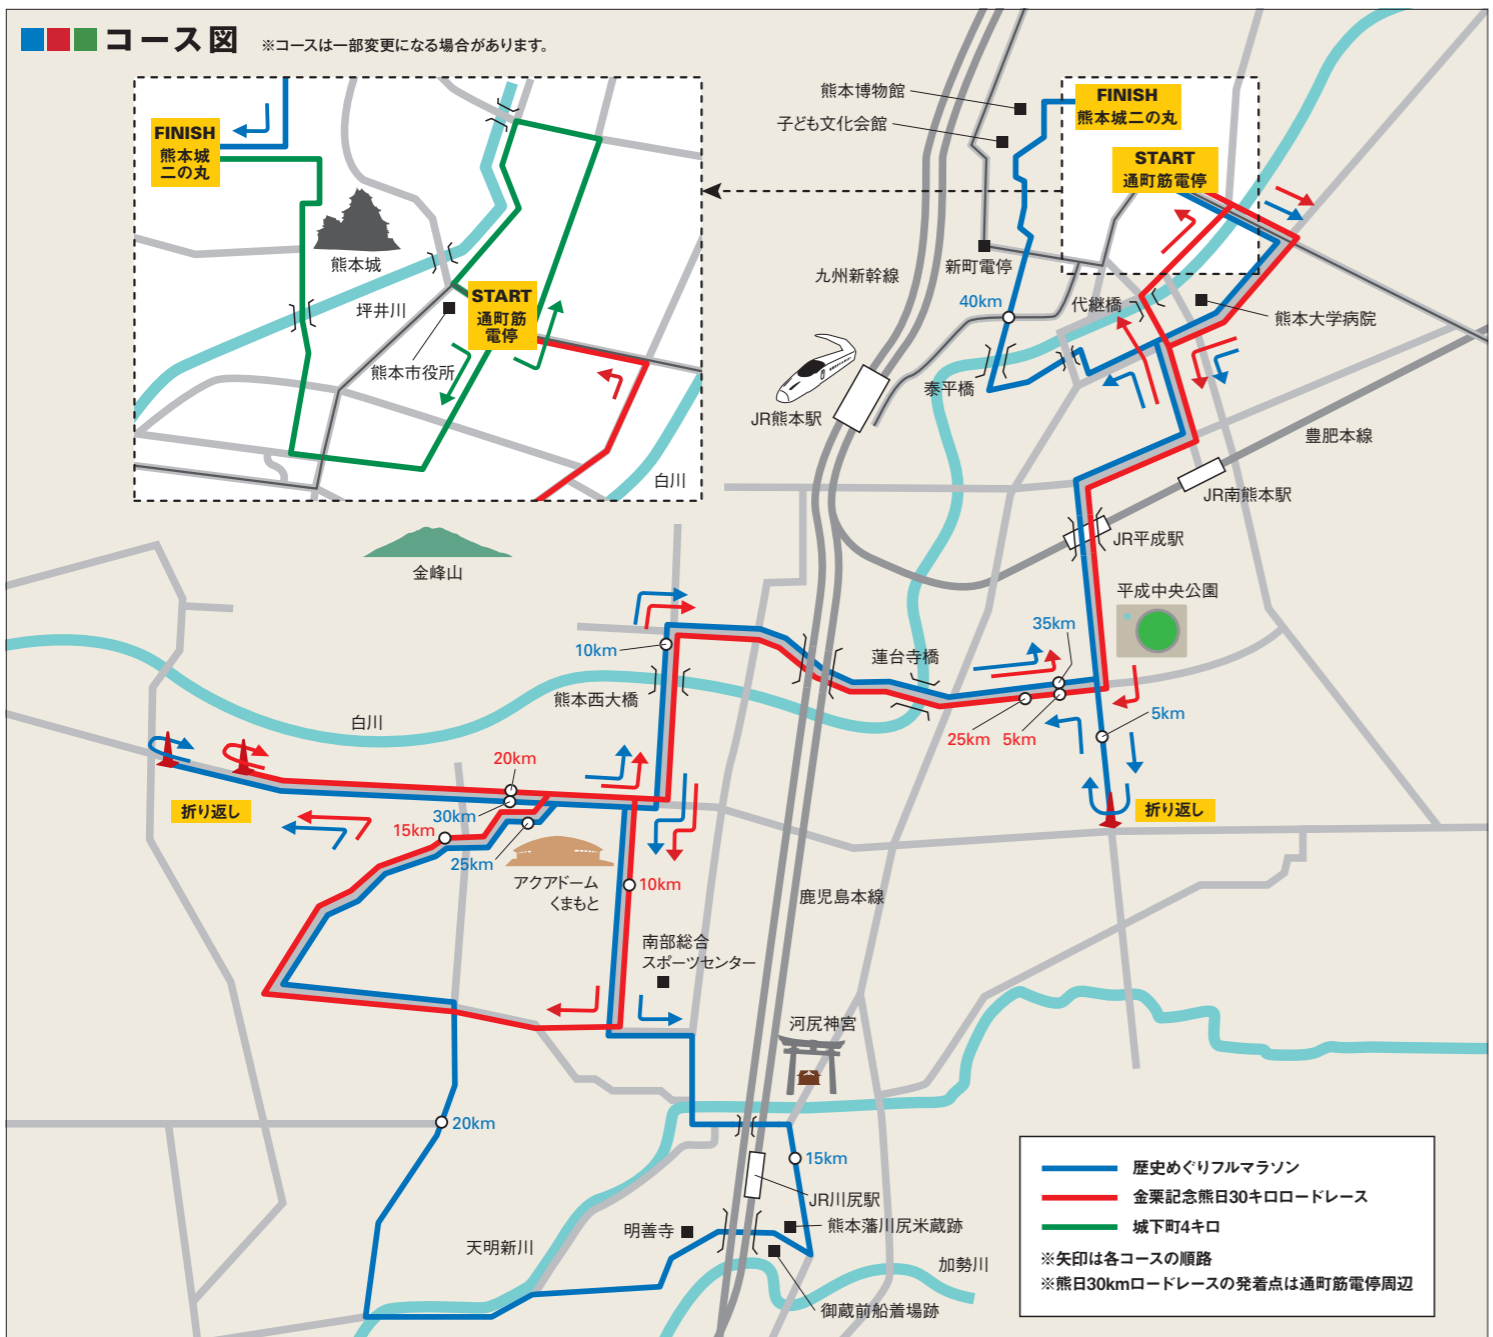 コース図
※コースは一部変更になる場合があります。
FINISH
熊本城
二の丸
熊本城
坪井川
START
通町筋
電停
熊本市役所
白川
熊本博物館
子ども文化会館
FINISH
熊本城二の丸
START
通町筋電停
新町電停
九州新幹線
40km
代継橋
熊本大学病院
泰平橋
JR熊本駅
豊肥本線
JR南熊本駅
JR平成駅
平成中央公園
金峰山
35km
10km
蓮台寺橋
熊本西大橋
白川
25km
5km
5km
20km
折り返し
30km
15km
25km
折り返し
アクアドーム
くまもと
10km
鹿児島本線
南部総合
スポーツセンター
河尻神宮
20km
15km
JR川尻駅
明善寺
熊本藩川尻米蔵跡
天明新川
加勢川
御蔵前船着場跡
歴史めぐりフルマラソン
金栗記念熊日30キロロードレース
城下町4キロ
※矢印は各コースの順路
※熊日30kmロードレースの発着点は通町筋電停周辺